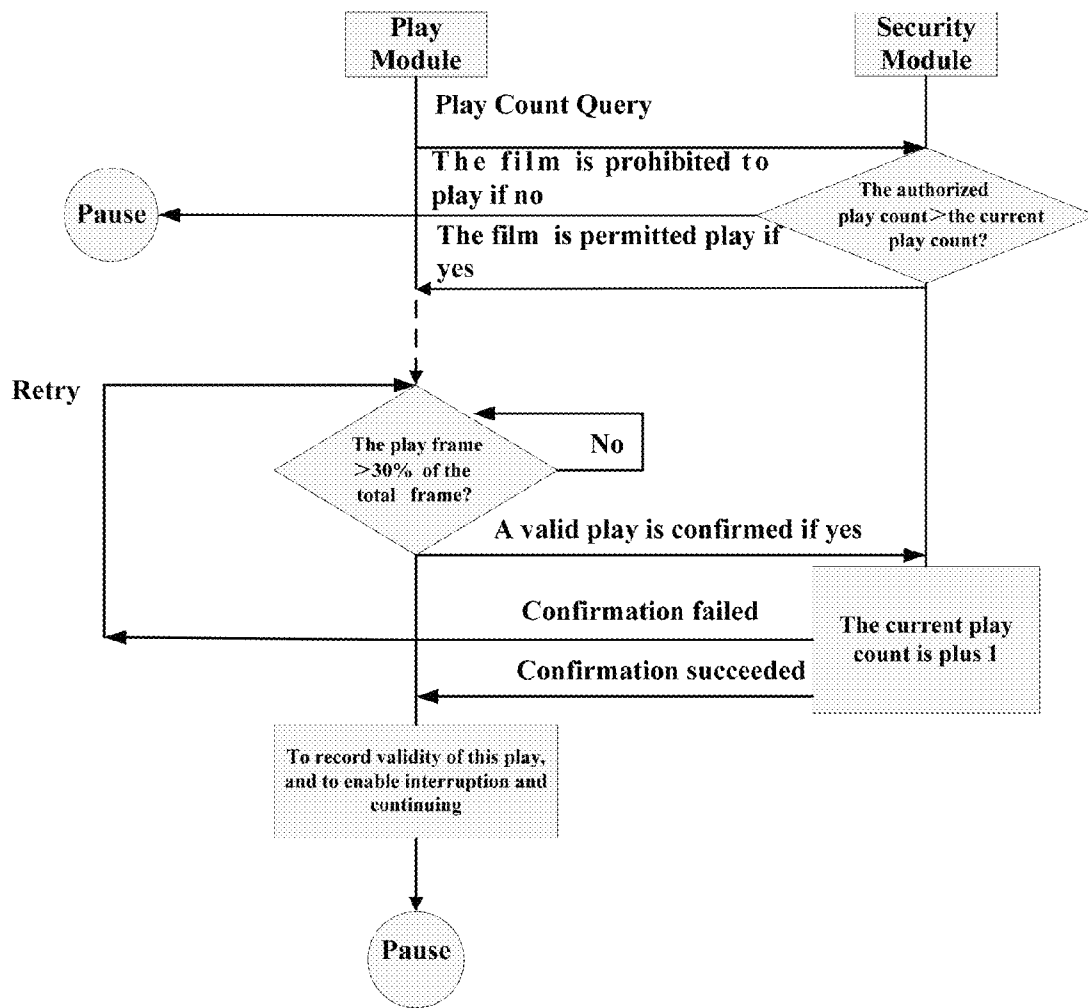 Play
Module
Security
Module
Play Count Query
The film is prohibited to
play if no
The authorized
play count>the current
play count?
Pause
The film is permitted play if
yes
Retry
No
The play frame
>30% of the
total frame?
A valid play is confirmed if yes
Confirmation failed
The current play
count is plus 1
Confirmation succeeded
To record validity of this play,
and to enable interruption and
continuing
Pause